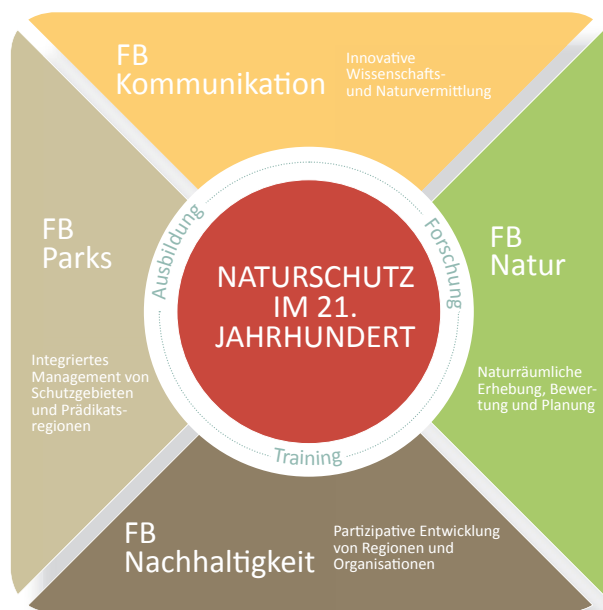 FB
Kommunikation
Innovative
Wissenschafts-
und Naturvermittlung
FB
Parks
Integriertes
Management von
Schutzgebieten
und Prädikats-
regionen
Ausbildung
Forschung
Training
NATURSCHUTZ
IM 21.
JAHRHUNDERT
FB
Natur
Naturräumliche
Erhebung, Bewer-
tung und Planung
FB
Nachhaltigkeit
Partizipative Entwicklung
von Regionen und
Organisationen